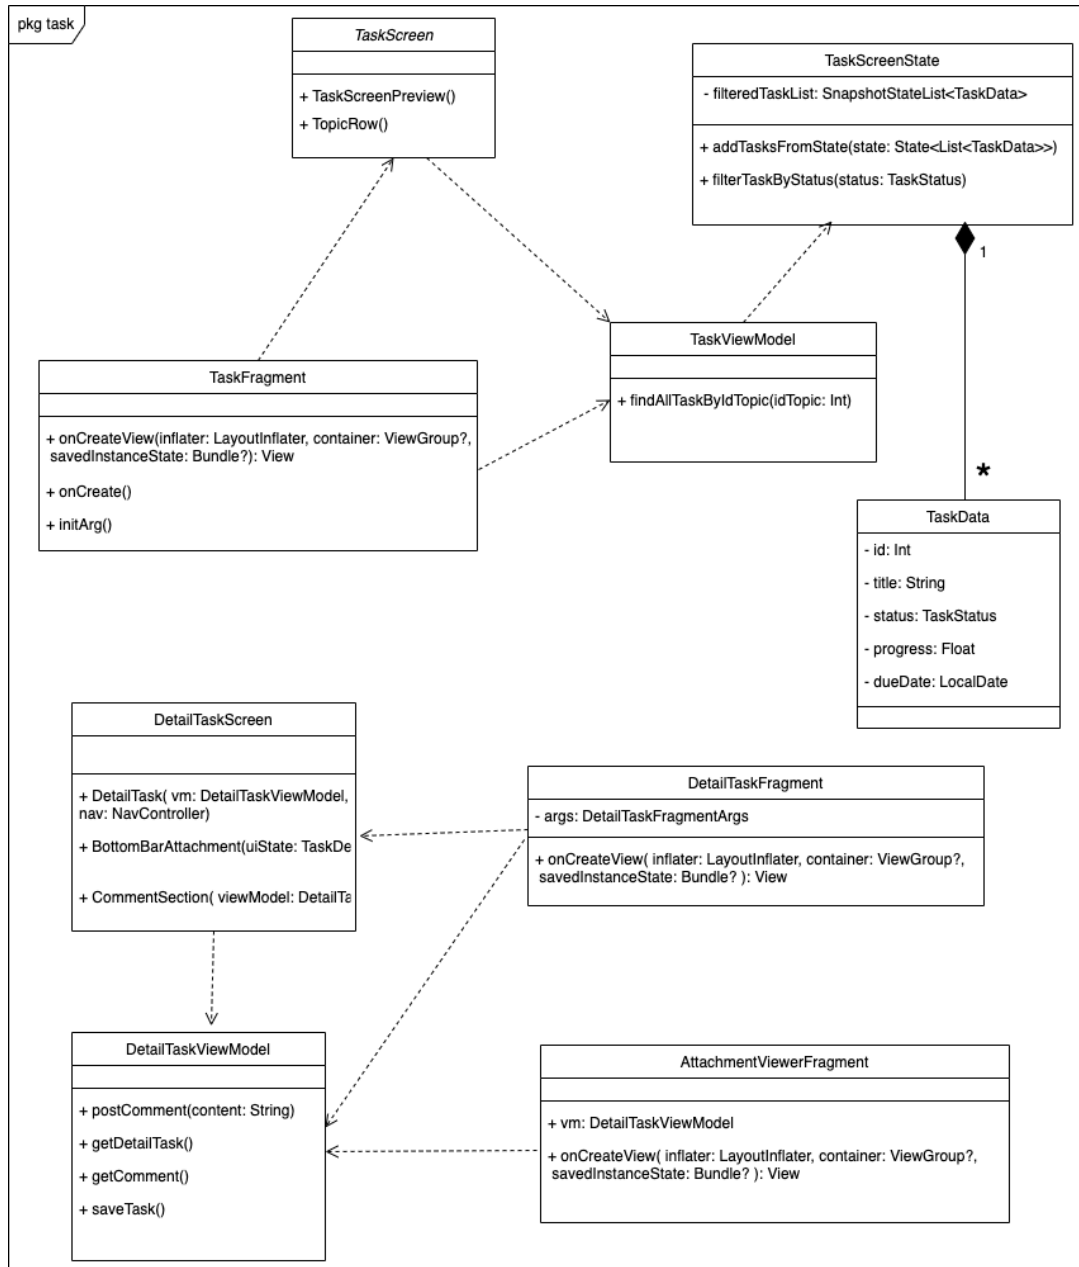 pkg task
TaskScreen
+ TaskScreenPreview()
+ TopicRow()
TaskScreenState
- filteredTaskList: SnapshotStateList<TaskData>
+ addTasksFromState(state: State<List<TaskData>>)
+ filterTaskByStatus(status: TaskStatus)
1
*
TaskViewModel
+ findAllTaskByIdTopic(idTopic: Int)
TaskFragment
+ onCreateView(inflater: LayoutInflater, container: ViewGroup?,
savedInstanceState: Bundle?): View
+ onCreate()
+ initArg()
TaskData
- id: Int
- title: String
- status: TaskStatus
- progress: Float
- dueDate: LocalDate
DetailTaskScreen
+ DetailTask( vm: DetailTaskViewModel,
nav: NavController)
+ BottomBarAttachment(uiState: TaskDe
+ CommentSection( viewModel: DetailTa
DetailTaskFragment
- args: DetailTaskFragmentArgs
+ onCreateView( inflater: LayoutInflater, container: ViewGroup?,
savedInstanceState: Bundle? ): View
DetailTaskViewModel
+ postComment(content: String)
+ getDetailTask()
+ getComment()
+ saveTask()
AttachmentViewerFragment
+ vm: DetailTaskViewModel
+ onCreateView( inflater: LayoutInflater, container: ViewGroup?,
savedInstanceState: Bundle? ): View